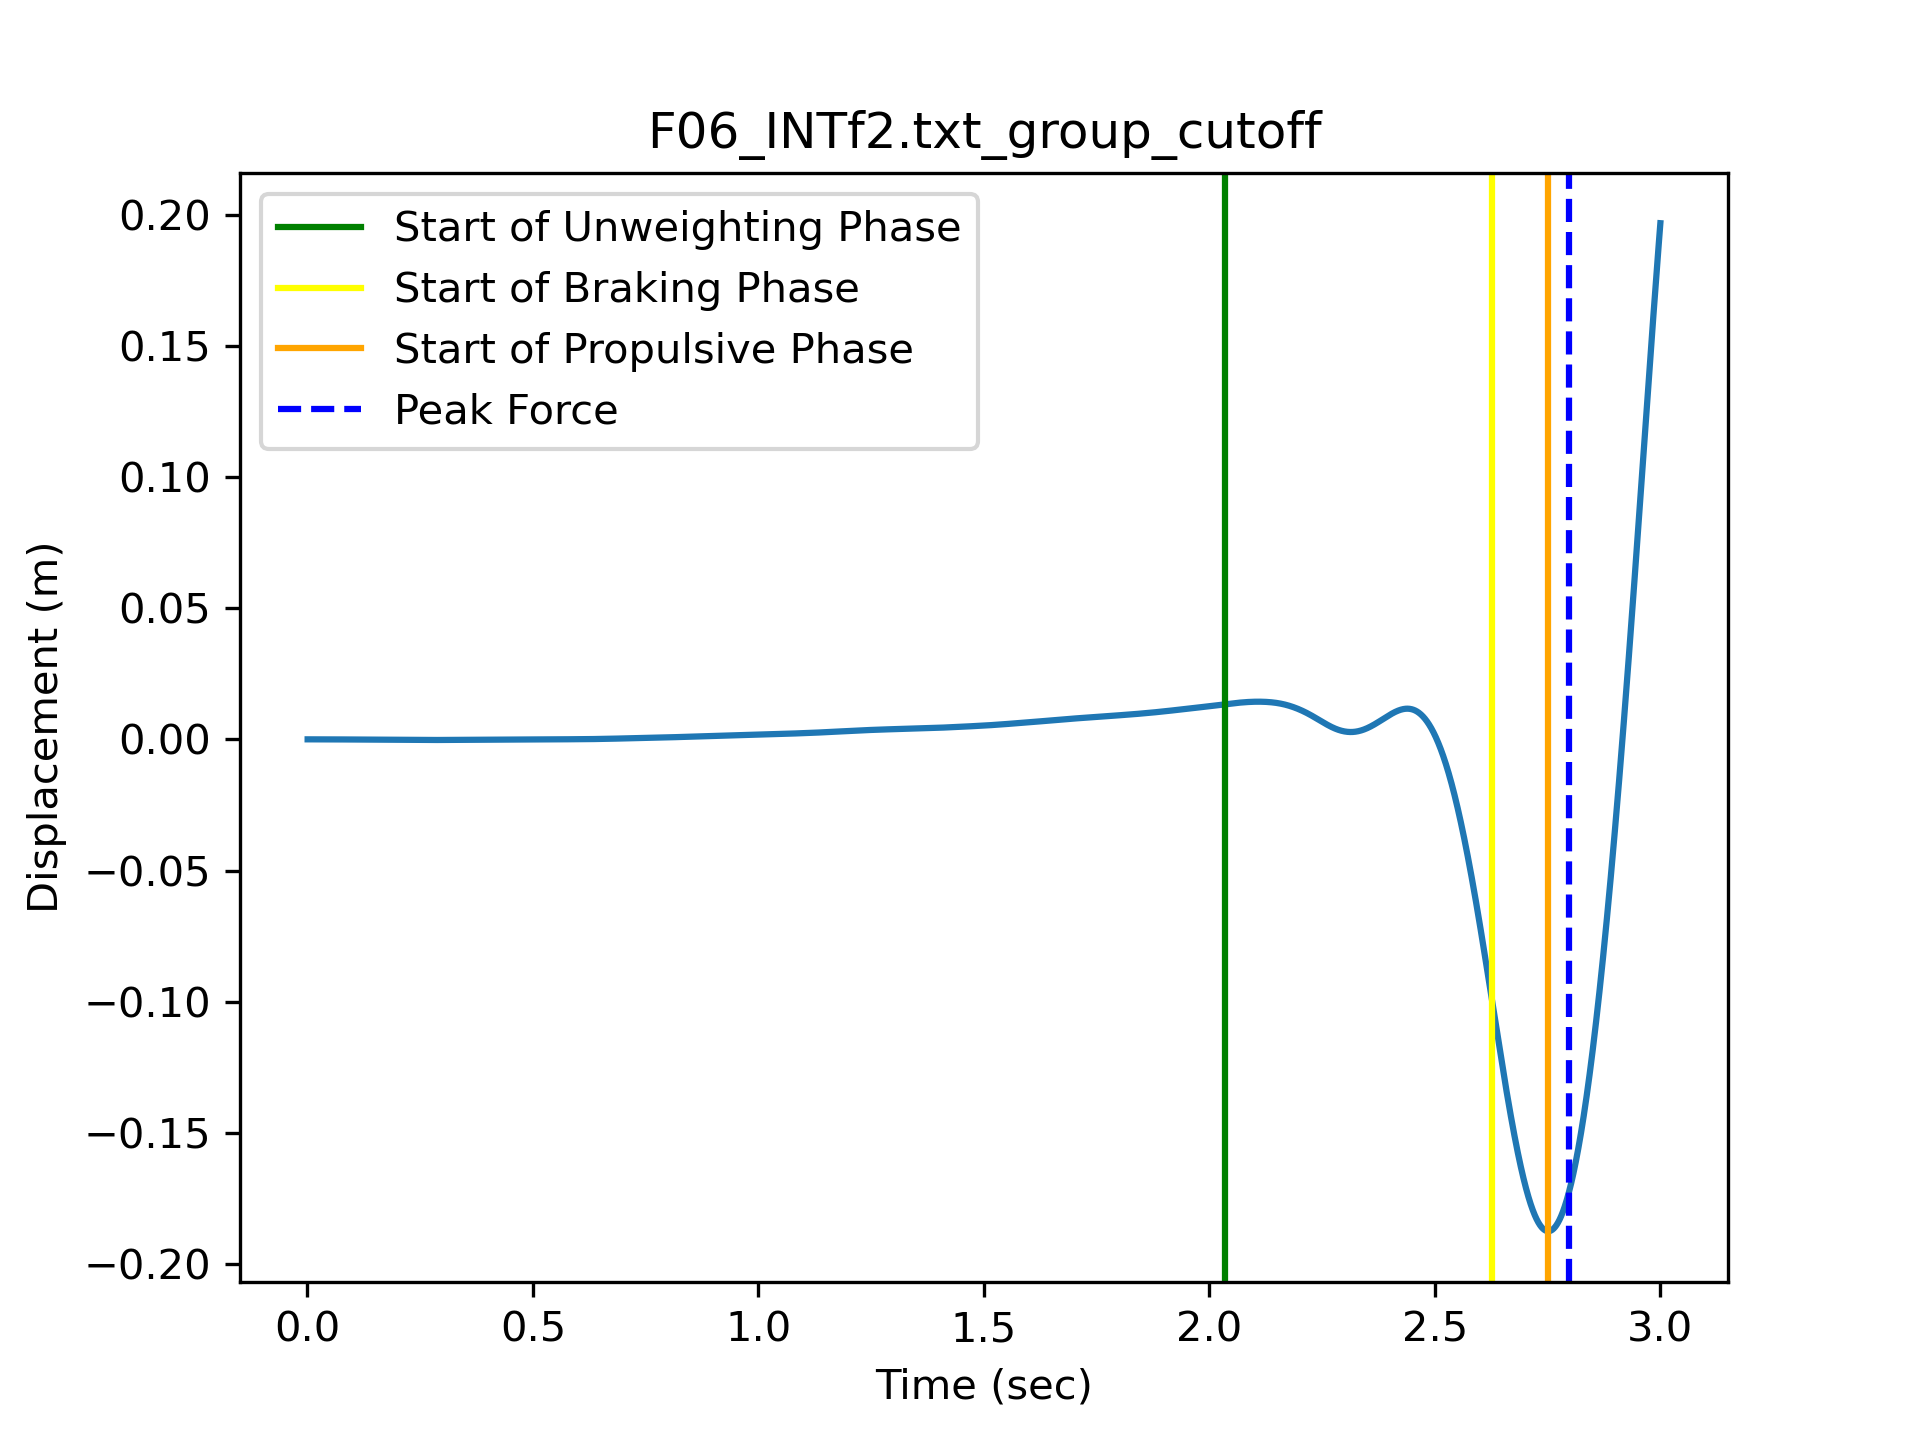 F06_INTf2.txt_group_cutoff
Start of Unweighting Phase
Start of Braking Phase
Start of Propulsive Phase
Peak Force
0.20
0.15
0.10
0.05
0.00
−0.05
−0.10
−0.15
−0.20
Displacement (m)
0.0 0.5 1.0 1.5 2.0 2.5 3.0
Time (sec)